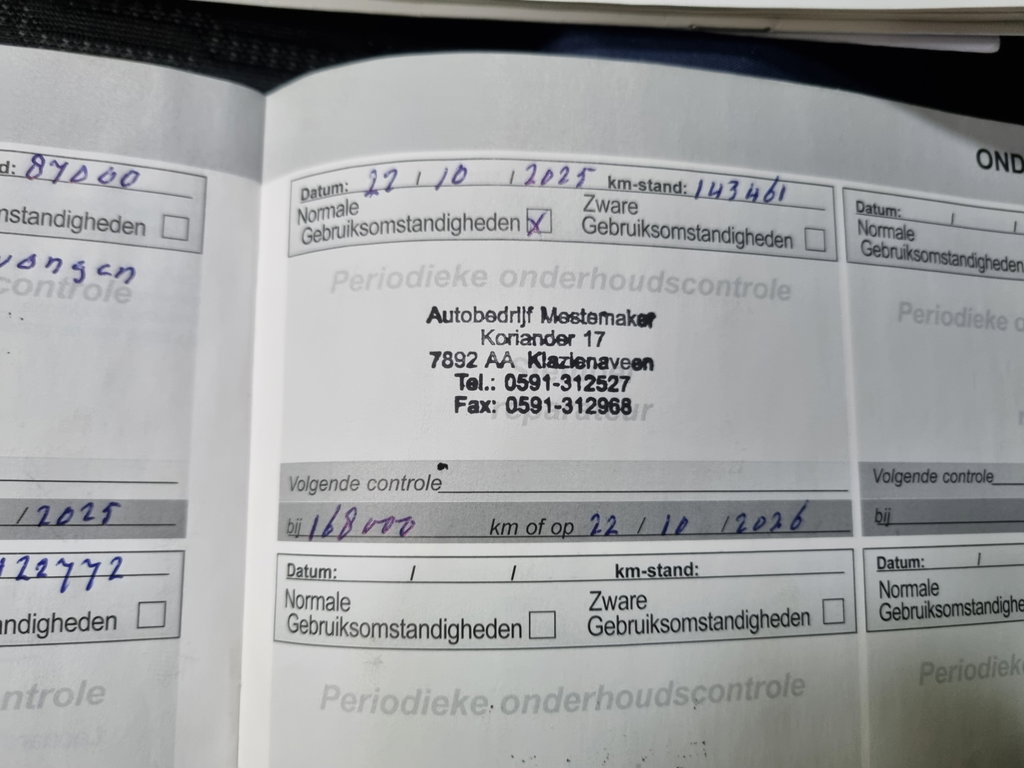 d: 87000
nstandigheden
vangen
controle
/ 2025
122772
andigheden
ntrole
Datum: 22 / 10 / 2025 km-stand: 143461
Normale Zware
Gebruiksomstandigheden X Gebruiksomstandigheden
Periodieke onderhoudscontrole
Autobedrijf Mestemaker
Koriander 17
7892 AA Klazienaveen
Tel.: 0591-312527
Fax: 0591-312968
reparateur
Volgende controle
bij 168000 km of op 22 / 10 / 2026
Datum: / / km-stand:
Normale Zware
Gebruiksomstandigheden Gebruiksomstandigheden
Periodieke onderhoudscontrole
OND
Datum: / /
Normale
Gebruiksomstandigheden
Periodieke o
Volgende controle
bij
Datum: /
Normale
Gebruiksomstandighe
Periodiek